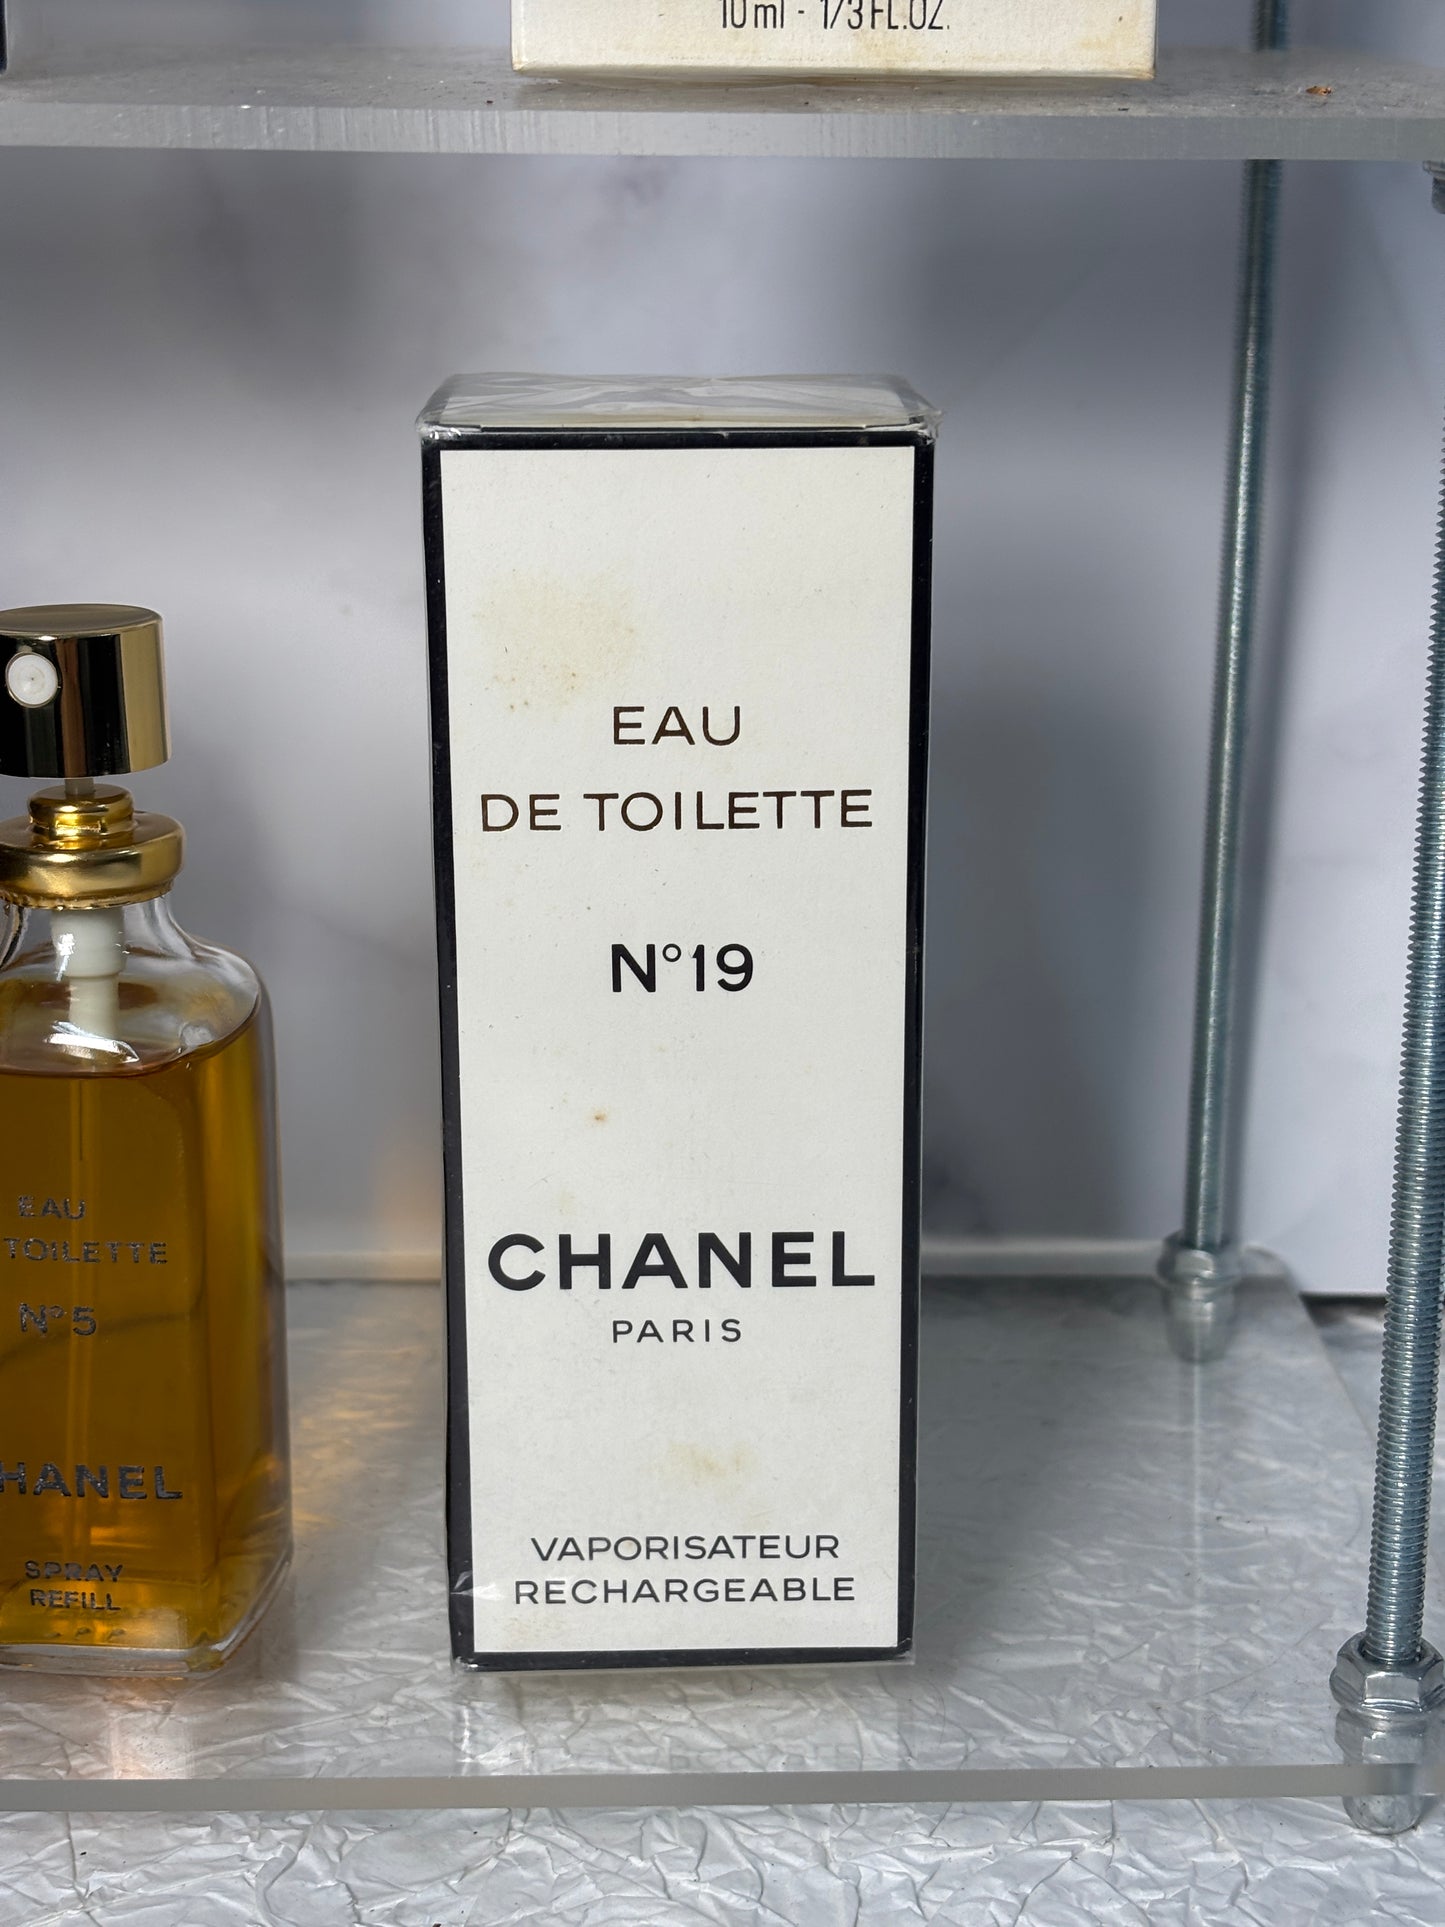 10 ml - 1/3 FL.OZ.
EAU
DE TOILETTE
N°19
CHANEL
PARIS
VAPORISATEUR
RECHARGEABLE
EAU
TOILETTE
N°5
HANEL
SPRAY
REFILL